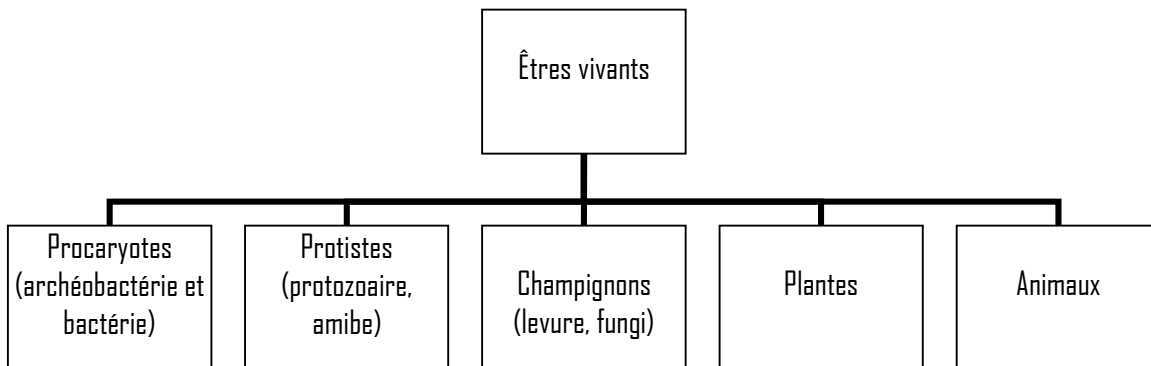 Êtres vivants
Procaryotes
(archéobactérie et
bactérie)
Protistes
(protozoaire,
amibe)
Champignons
(levure, fungi)
Plantes
Animaux